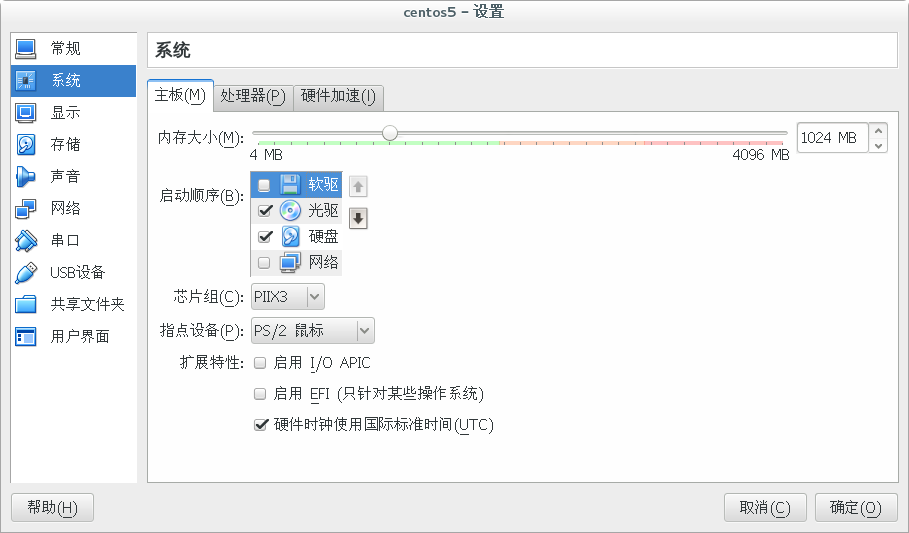 centos5 – 设置
常规
系统
显示
存储
声音
网络
串口
USB设备
共享文件夹
用户界面
系统
主板(M) 处理器(P) 硬件加速(I)
内存大小(M): 1024 MB
4 MB 4096 MB
启动顺序(B):
软驱
光驱
硬盘
网络
芯片组(C): PIIX3
指点设备(P): PS/2 鼠标
扩展特性: 启用 I/O APIC
启用 EFI (只针对某些操作系统)
硬件时钟使用国际标准时间(UTC)
帮助(H) 取消(C) 确定(O)